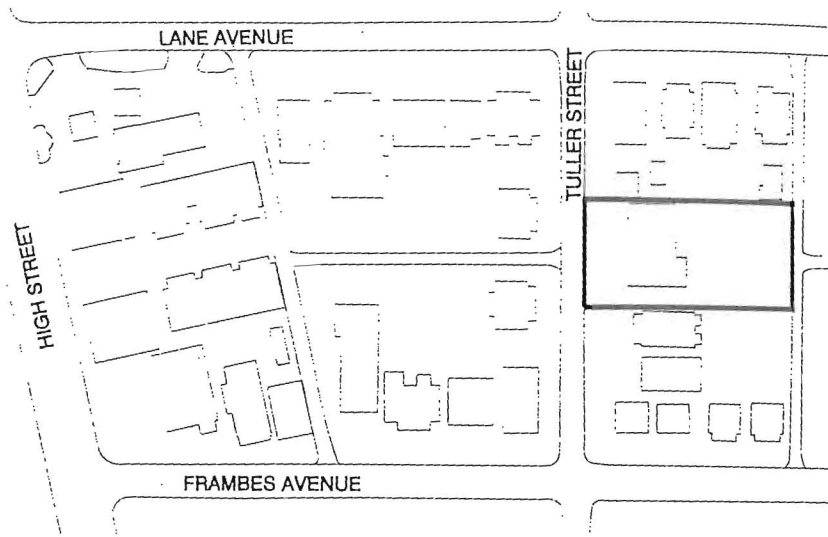 LANE AVENUE
TULLER STREET
HIGH STREET
FRAMBES AVENUE